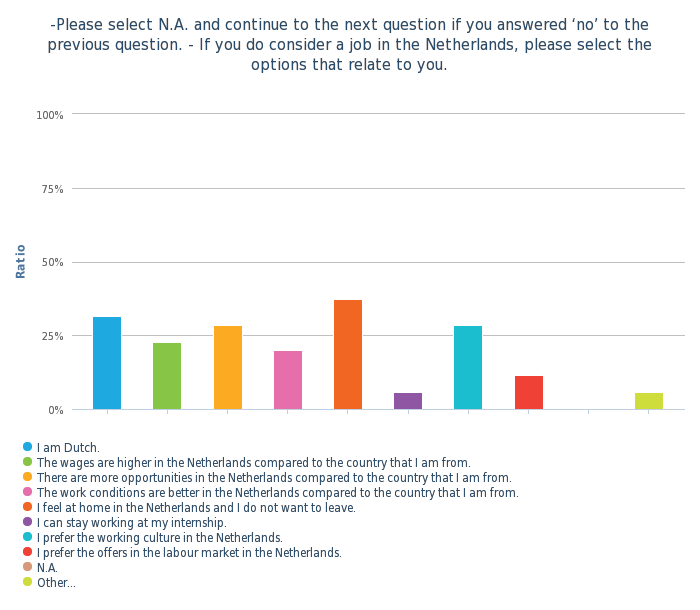 -Please select N.A. and continue to the next question if you answered ‘no’ to the
previous question. - If you do consider a job in the Netherlands, please select the
options that relate to you.
100%
75%
50%
25%
0%
Ratio
I am Dutch.
The wages are higher in the Netherlands compared to the country that I am from.
There are more opportunities in the Netherlands compared to the country that I am from.
The work conditions are better in the Netherlands compared to the country that I am from.
I feel at home in the Netherlands and I do not want to leave.
I can stay working at my internship.
I prefer the working culture in the Netherlands.
I prefer the offers in the labour market in the Netherlands.
N.A.
Other...